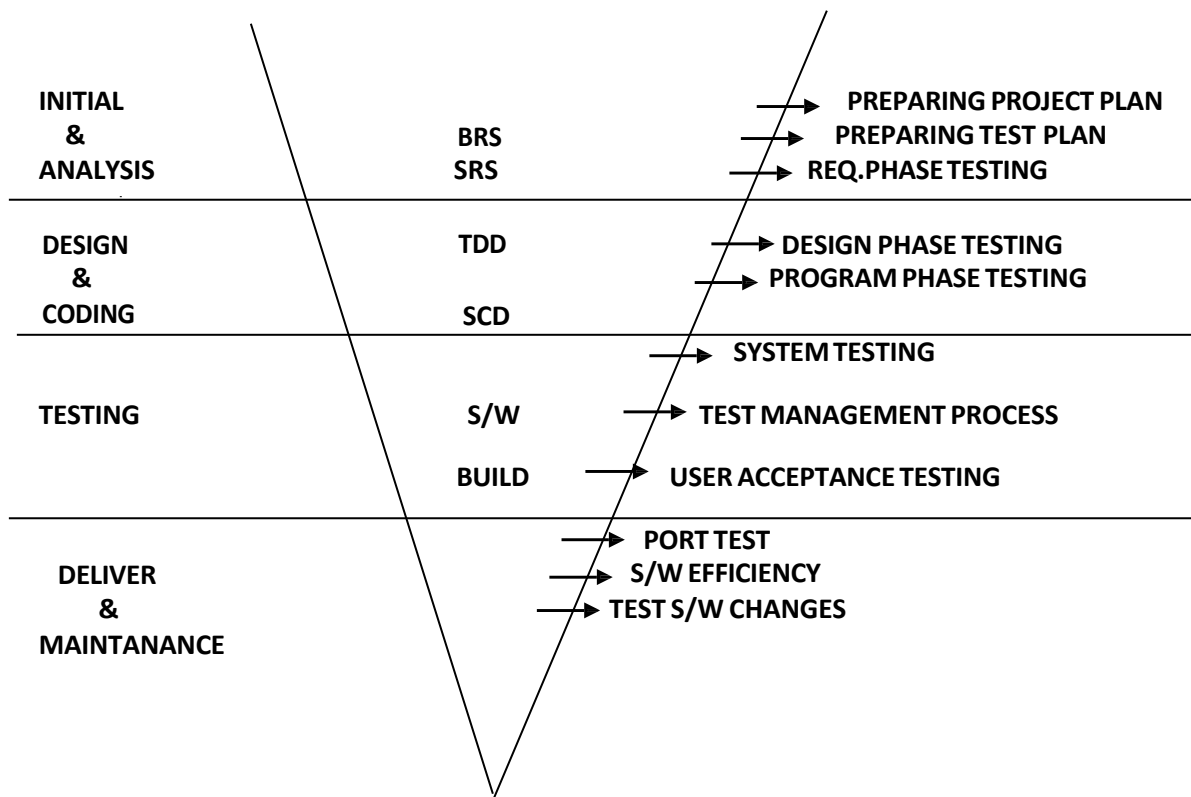 INITIAL
&
ANALYSIS
BRS
SRS
PREPARING PROJECT PLAN
PREPARING TEST PLAN
REQ.PHASE TESTING
DESIGN
&
CODING
TDD
SCD
DESIGN PHASE TESTING
PROGRAM PHASE TESTING
TESTING
S/W
BUILD
SYSTEM TESTING
TEST MANAGEMENT PROCESS
USER ACCEPTANCE TESTING
DELIVER
&
MAINTANANCE
PORT TEST
S/W EFFICIENCY
TEST S/W CHANGES